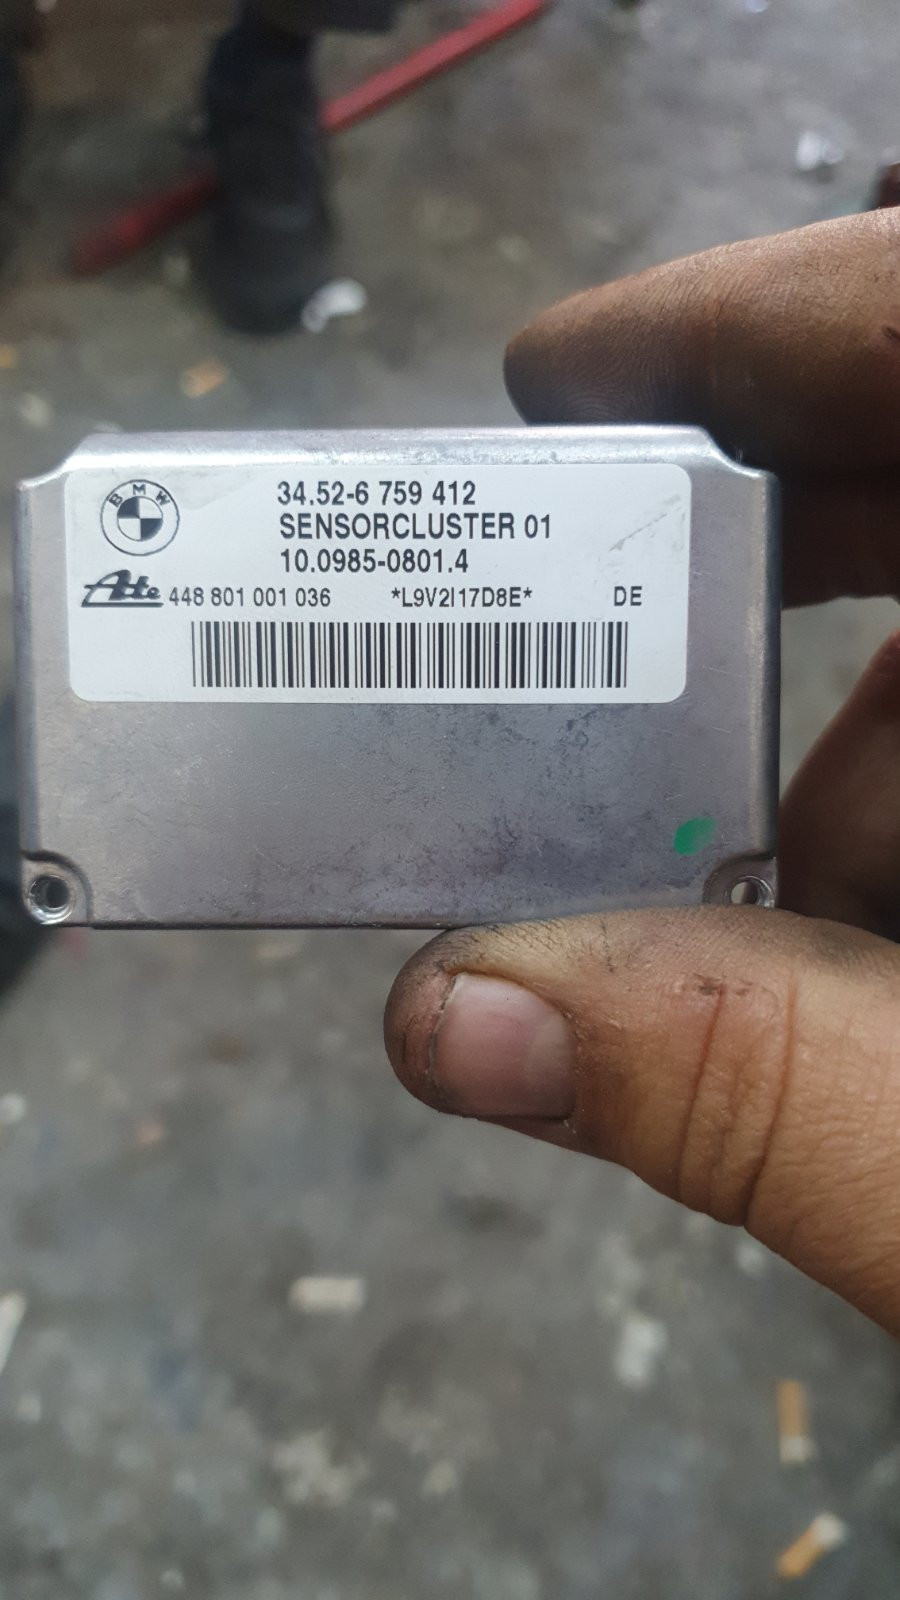 BMW
34.52-6 759 412
SENSORCLUSTER 01
10.0985-0801.4
Ate 448 801 001 036 *L9V2I17D8E* DE